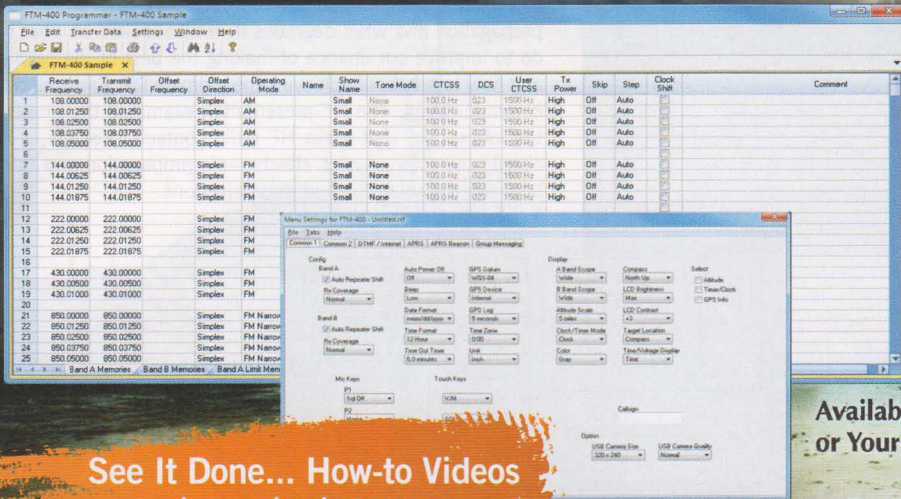 FTM-400 Programmer - FTM-400 Sample
File Edit Transfer Data Settings Window Help
FTM-400 Sample
Receive Frequency Transmit Frequency Offset Frequency Offset Direction Operating Mode Name Show Name Tone Mode CTCSS DCS User CTCSS Tx Power Skip Step Clock Shift Comment
1 108.00000 108.00000 Simplex AM Small None 100.0 Hz 023 1500 Hz High Off Auto
2 108.01250 108.01250 Simplex AM Small None 100.0 Hz 023 1500 Hz High Off Auto
3 108.02500 108.02500 Simplex AM Small None 100.0 Hz 023 1500 Hz High Off Auto
4 108.03750 108.03750 Simplex AM Small None 100.0 Hz 023 1500 Hz High Off Auto
5 108.05000 108.05000 Simplex AM Small None 100.0 Hz 023 1500 Hz High Off Auto
6
7 144.00000 144.00000 Simplex FM Small None 100.0 Hz 023 1500 Hz High Off Auto
8 144.00625 144.00625 Simplex FM Small None 100.0 Hz 023 1500 Hz High Off Auto
9 144.01250 144.01250 Simplex FM Small None 100.0 Hz 023 1500 Hz High Off Auto
10 144.01875 144.01875 Simplex FM Small None 100.0 Hz 023 1500 Hz High Off Auto
11
12 222.00000 222.00000 Simplex FM
13 222.00625 222.00625 Simplex FM
14 222.01250 222.01250 Simplex FM
15 222.01875 222.01875 Simplex FM
16
17 430.00000 430.00000 Simplex FM
18 430.00500 430.00500 Simplex FM
19 430.01000 430.01000 Simplex FM
20
21 850.00000 850.00000 Simplex FM Narrow
22 850.01250 850.01250 Simplex FM Narrow
23 850.02500 850.02500 Simplex FM Narrow
24 850.03750 850.03750 Simplex FM Narrow
25 850.05000 850.05000 Simplex FM Narrow
Band A Memories Band B Memories Band A Limit Mem
Menu Settings for FTM-400 - Untitled.rtf
File Tabs Help
Common 1 Common 2 DTMF / Internet APRS APRS Beacon Group Messaging
Config Display
Band A Auto Power Off GPS Datum A Band Scope Compass Select
Auto Repeater Shift Off WGS-84 Wide North Up Altitude
Rx Coverage Beep GPS Device B Band Scope LCD Brightness Timer/Clock
Normal Low Internal Wide Max GPS Info
Date Format GPS Log Altitude Scale LCD Contrast
Band B mm/dd/yyyy 5 seconds 5 miles +3
Auto Repeater Shift Time Format Time Zone Clock/Timer Mode Target Location
Rx Coverage 12 Hour 0:00 Clock Compass
Normal Time Out Timer Unit Color Time/Voltage Display
5.0 minutes Inch Gray Time
Mic Keys Touch Keys
P1
Sql Off V/M
P2 Callsign
Option
USB Camera Size USB Camera Quality
320 x 240 Normal
Availab
or Your
See It Done... How-to Videos